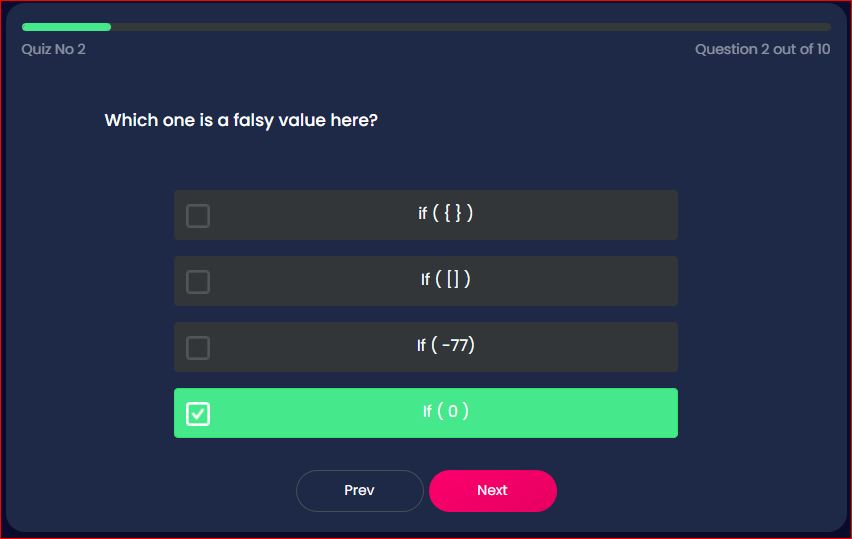 Quiz No 2
Question 2 out of 10
Which one is a falsy value here?
if ( { } )
If ( [] )
If ( -77)
If ( 0 )
Prev
Next